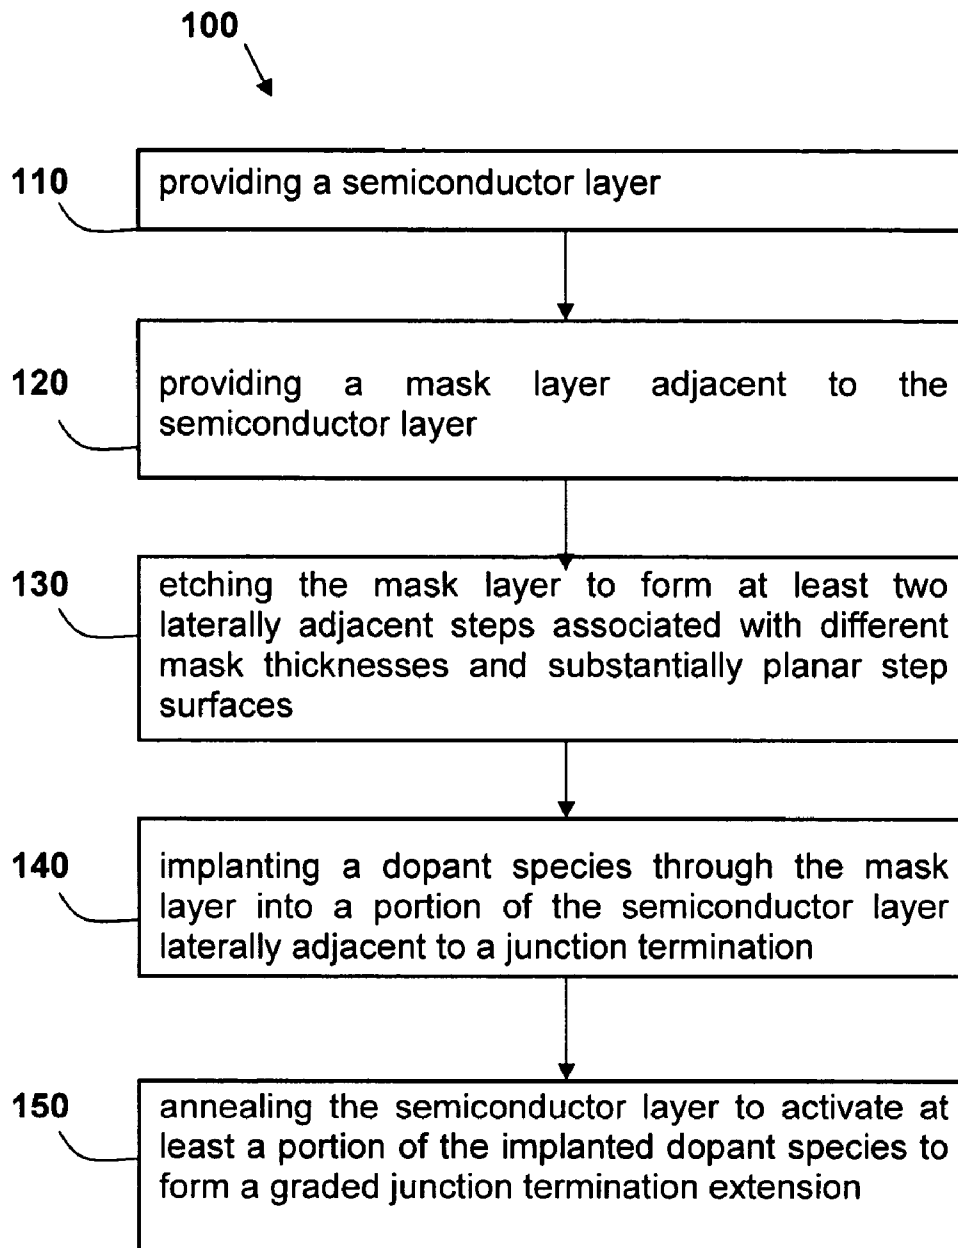 100
110
providing a semiconductor layer
120
providing a mask layer adjacent to the
semiconductor layer
130
etching the mask layer to form at least two
laterally adjacent steps associated with different
mask thicknesses and substantially planar step
surfaces
140
implanting a dopant species through the mask
layer into a portion of the semiconductor layer
laterally adjacent to a junction termination
150
annealing the semiconductor layer to activate at
least a portion of the implanted dopant species to
form a graded junction termination extension